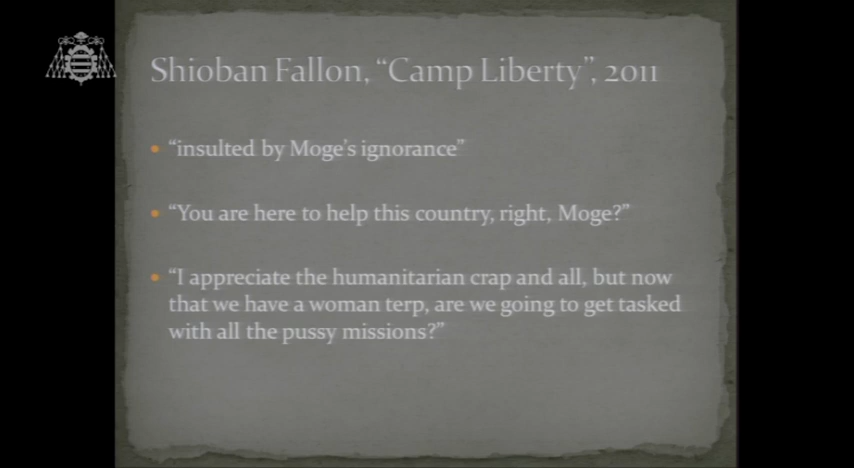 Shioban Fallon, “Camp Liberty”, 2011
“insulted by Moge’s ignorance”
“You are here to help this country, right, Moge?”
“I appreciate the humanitarian crap and all, but now
that we have a woman terp, are we going to get tasked
with all the pussy missions?”